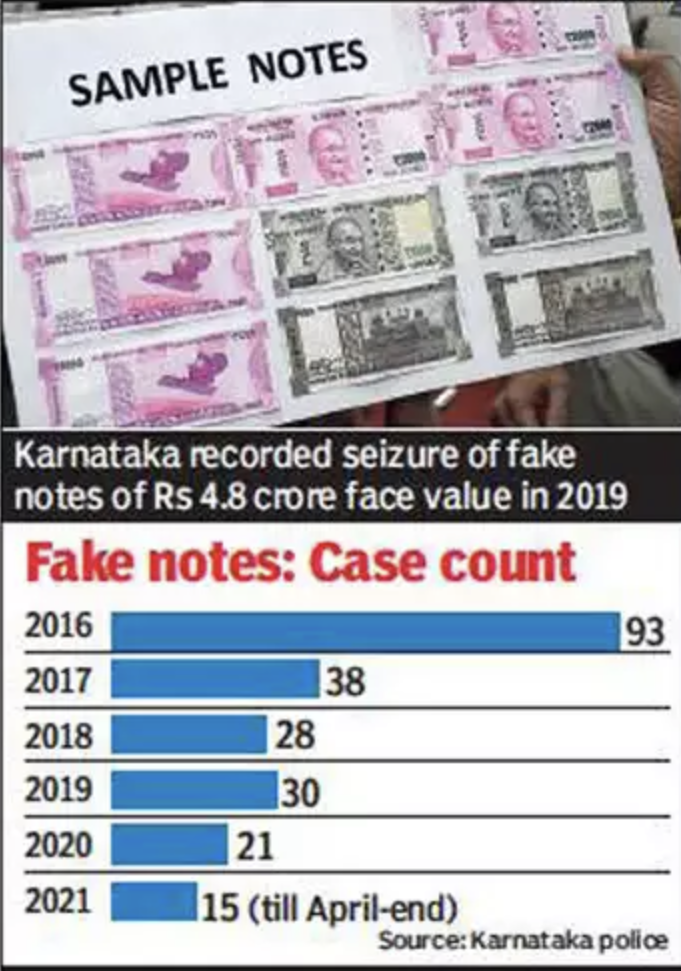 SAMPLE NOTES
Karnataka recorded seizure of fake
notes of Rs 4.8 crore face value in 2019
Fake notes: Case count
2016 93
2017 38
2018 28
2019 30
2020 21
2021 15 (till April-end)
Source: Karnataka police